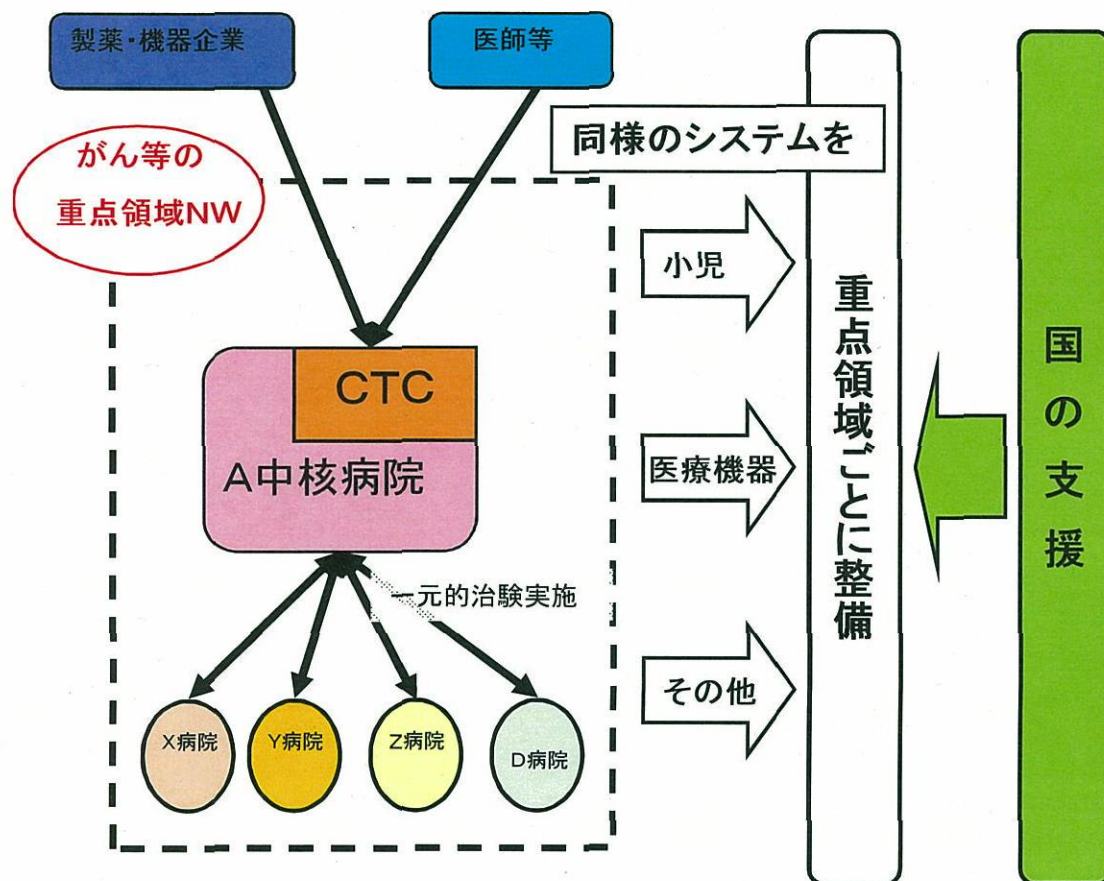 製薬・機器企業
医師等
がん等の
重点領域NW
同様のシステムを
CTC
A中核病院
一元的治験実施
X病院
Y病院
Z病院
D病院
小児
医療機器
その他
重点領域ごとに整備
国の支援